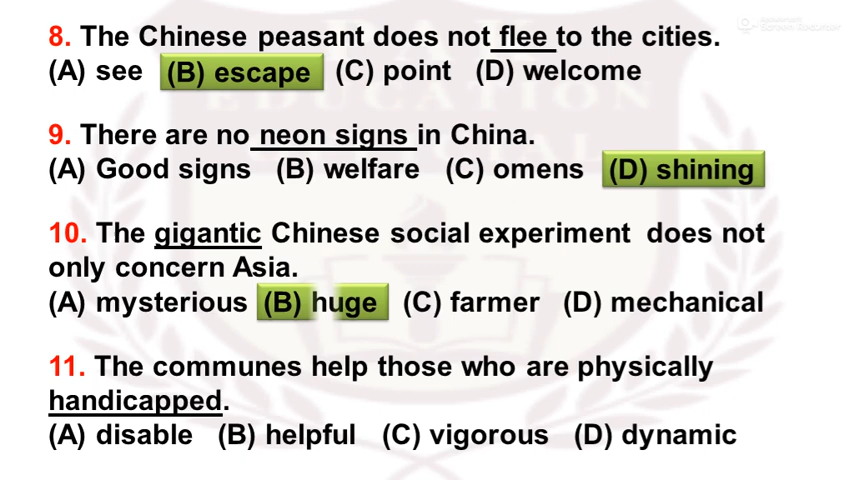 8. The Chinese peasant does not flee to the cities.
(A) see (B) escape (C) point (D) welcome
9. There are no neon signs in China.
(A) Good signs (B) welfare (C) omens (D) shining
10. The gigantic Chinese social experiment does not
only concern Asia.
(A) mysterious (B) huge (C) farmer (D) mechanical
11. The communes help those who are physically
handicapped.
(A) disable (B) helpful (C) vigorous (D) dynamic